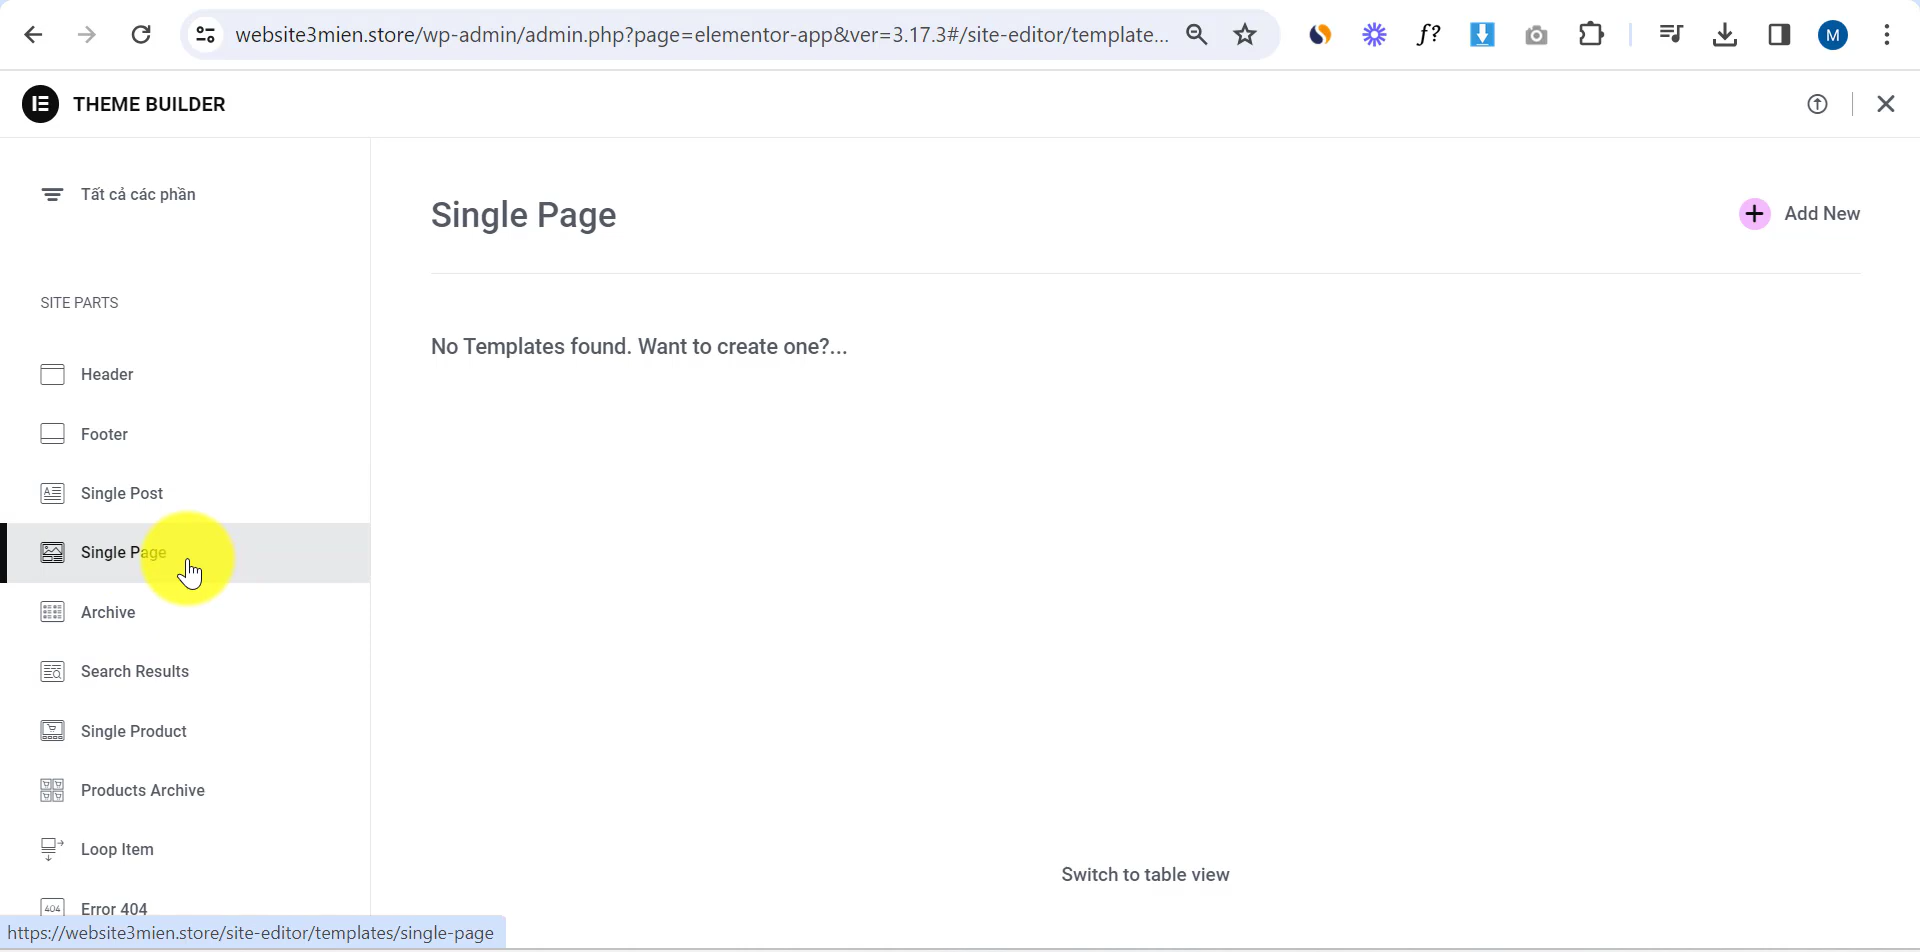 website3mien.store/wp-admin/admin.php?page=elementor-app&ver=3.17.3#/site-editor/template...
f?
M
THEME BUILDER
Tất cả các phần
Single Page
Add New
SITE PARTS
No Templates found. Want to create one?...
Header
Footer
Single Post
Single Page
Archive
Search Results
Single Product
Products Archive
Loop Item
Switch to table view
404
Error 404
https://website3mien.store/site-editor/templates/single-page